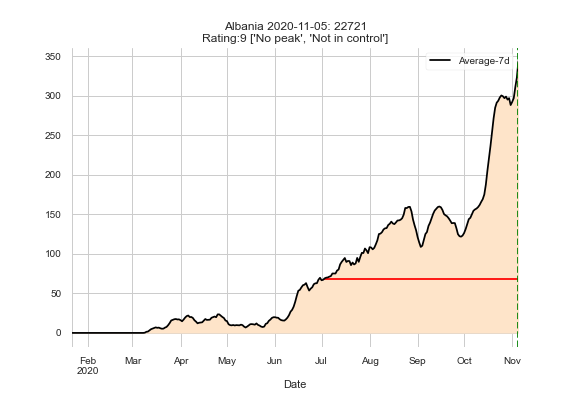 Albania 2020-11-05: 22721
Rating:9 ['No peak', 'Not in control']
Average-7d
350
300
250
200
150
100
50
0
Feb Mar Apr May Jun Jul Aug Sep Oct Nov
2020
Date